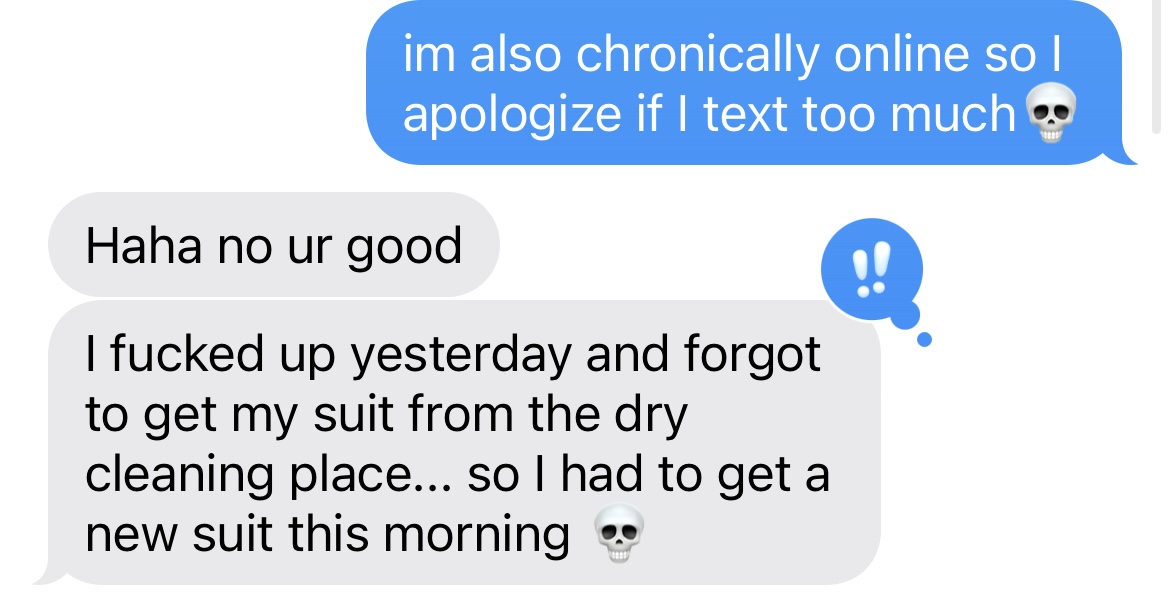 im also chronically online so I
apologize if I text too much💀
Haha no ur good
‼
I fucked up yesterday and forgot
to get my suit from the dry
cleaning place... so I had to get a
new suit this morning 💀